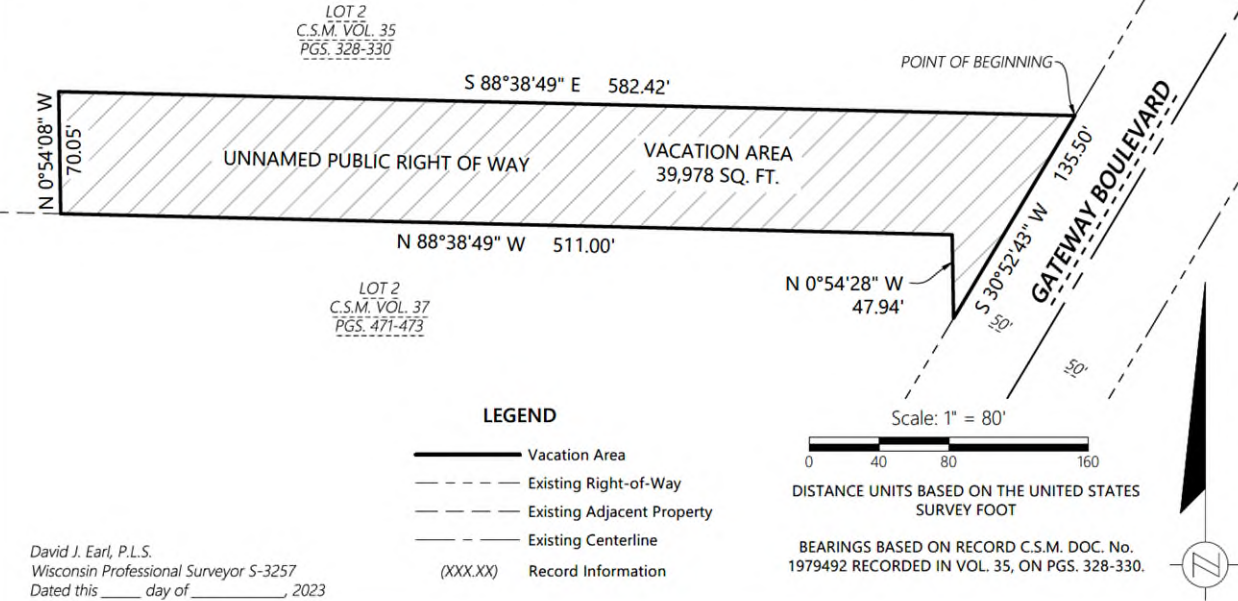 LOT 2
C.S.M. VOL. 35
PGS. 328-330
POINT OF BEGINNING
S 88°38'49" E 582.42'
N 0°54'08" W
70.05'
UNNAMED PUBLIC RIGHT OF WAY
VACATION AREA
39,978 SQ. FT.
135.50'
S 30°52'43" W
GATEWAY BOULEVARD
N 88°38'49" W 511.00'
N 0°54'28" W
47.94'
LOT 2
C.S.M. VOL. 37
PGS. 471-473
50'
50'
LEGEND
Vacation Area
Existing Right-of-Way
Existing Adjacent Property
Existing Centerline
(XXX.XX) Record Information
Scale: 1" = 80'
0 40 80 160
DISTANCE UNITS BASED ON THE UNITED STATES
SURVEY FOOT
BEARINGS BASED ON RECORD C.S.M. DOC. No.
1979492 RECORDED IN VOL. 35, ON PGS. 328-330.
N
David J. Earl, P.L.S.
Wisconsin Professional Surveyor S-3257
Dated this _____ day of ____________, 2023